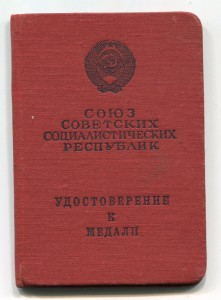 СОЮЗ
СОВЕТСКИХ
СОЦИАЛИСТИЧЕСКИХ
РЕСПУБЛИК
УДОСТОВЕРЕНИЕ
К
МЕДАЛИ